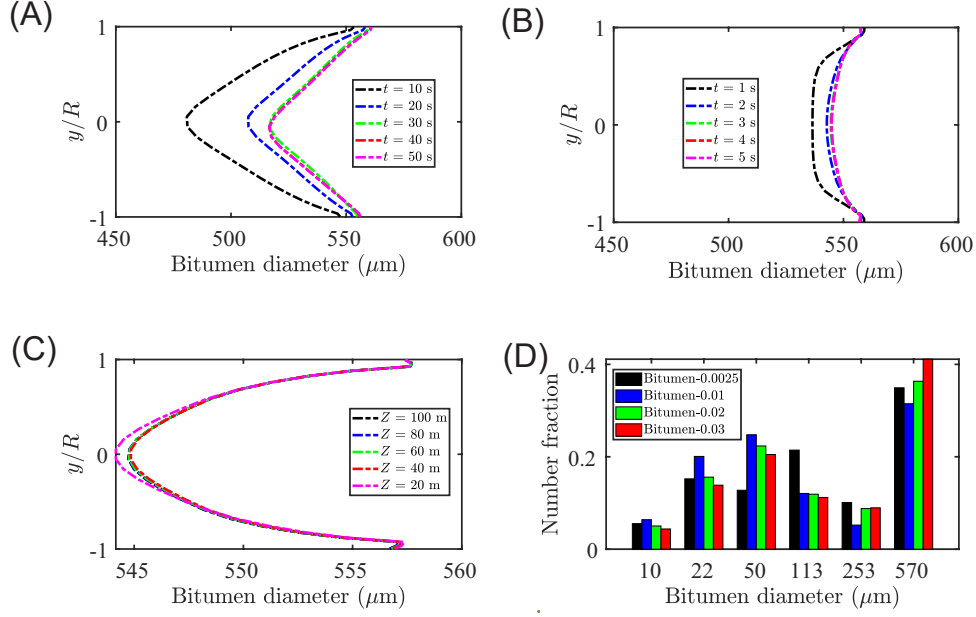 (A)
1
0
-1
y/R
t = 10 s
t = 20 s
t = 30 s
t = 40 s
t = 50 s
450 500 550 600
Bitumen diameter (μm)
(B)
1
0
-1
y/R
t = 1 s
t = 2 s
t = 3 s
t = 4 s
t = 5 s
450 500 550 600
Bitumen diameter (μm)
(C)
1
0
-1
y/R
Z = 100 m
Z = 80 m
Z = 60 m
Z = 40 m
Z = 20 m
545 550 555 560
Bitumen diameter (μm)
(D)
0.4
0.2
0
Number fraction
Bitumen-0.0025
Bitumen-0.01
Bitumen-0.02
Bitumen-0.03
10 22 50 113 253 570
Bitumen diameter (μm)